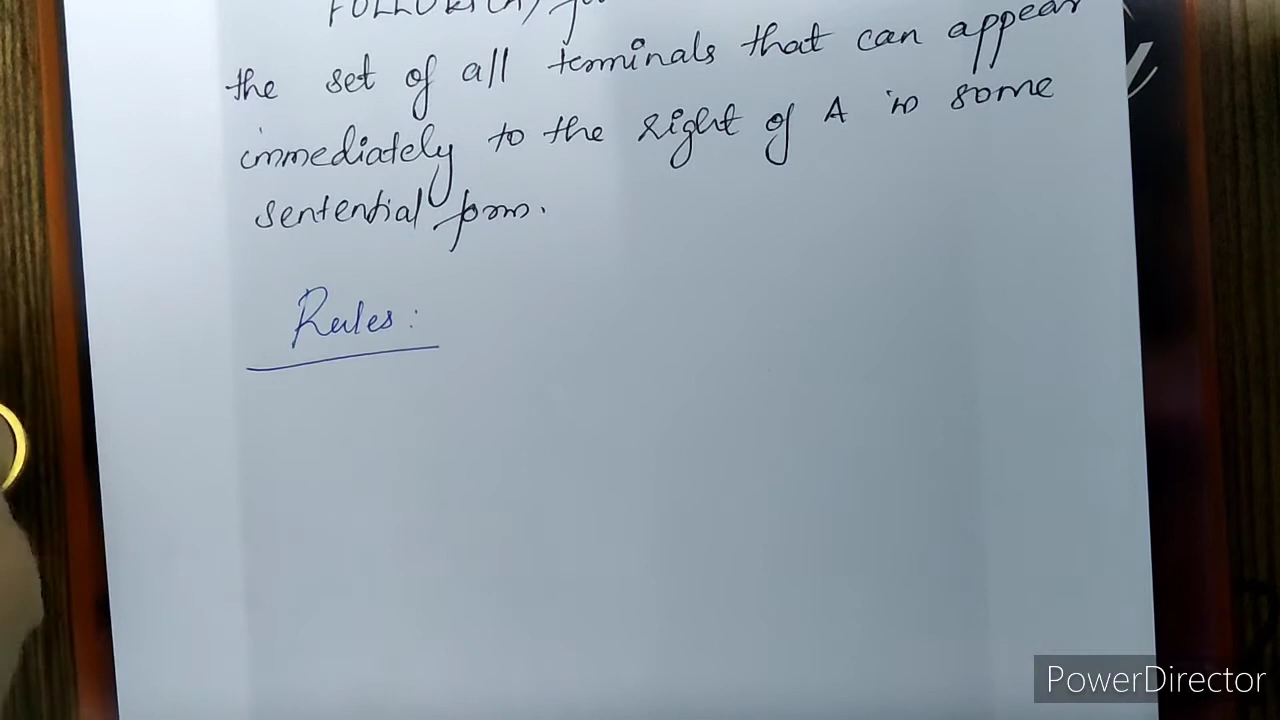 the set of all terminals that can appear
immediately to the right of A in some
sentential form.
Rules:
PowerDirector